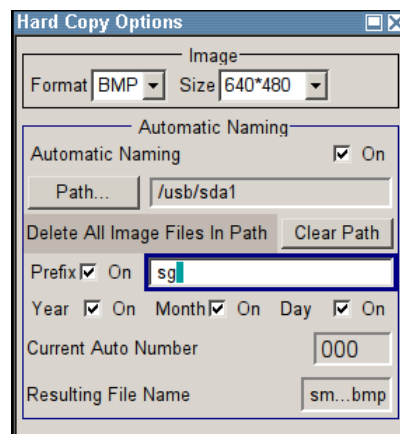 Hard Copy Options
Image
Format BMP Size 640*480
Automatic Naming
Automatic Naming On
Path... /usb/sda1
Delete All Image Files In Path Clear Path
Prefix On sg
Year On Month On Day On
Current Auto Number 000
Resulting File Name sm...bmp